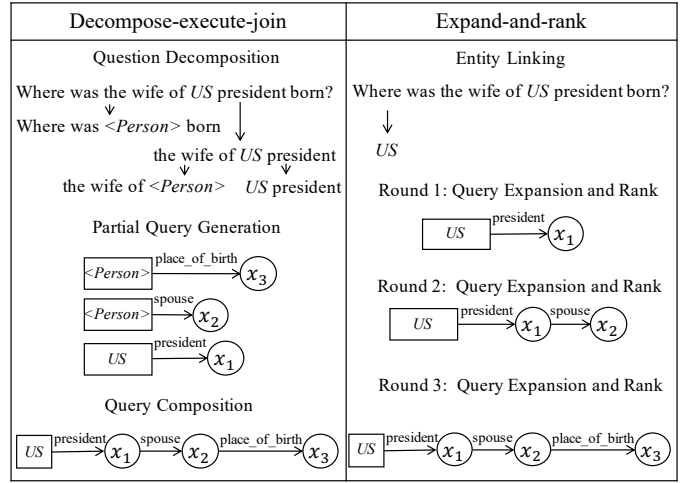 Decompose-execute-join
Question Decomposition
Where was the wife of US president born?
Where was <Person> born
the wife of US president
the wife of <Person> US president
Partial Query Generation
<Person> place_of_birth x3
<Person> spouse x2
US president x1
Query Composition
US president x1 spouse x2 place_of_birth x3
Expand-and-rank
Entity Linking
Where was the wife of US president born?
US
Round 1: Query Expansion and Rank
US president x1
Round 2: Query Expansion and Rank
US president x1 spouse x2
Round 3: Query Expansion and Rank
US president x1 spouse x2 place_of_birth x3